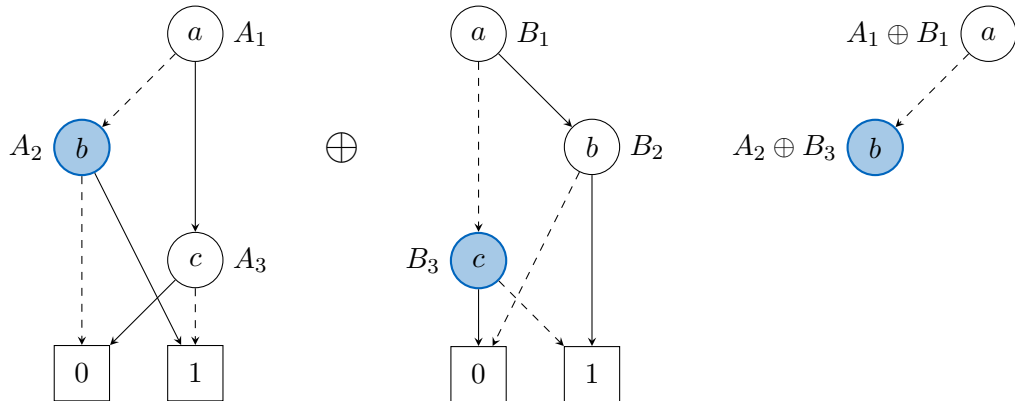 a A₁ a B₁ A₁ ⊕ B₁ a
A₂ b ⊕ b B₂ A₂ ⊕ B₃ b
c A₃ B₃ c
0 1 0 1